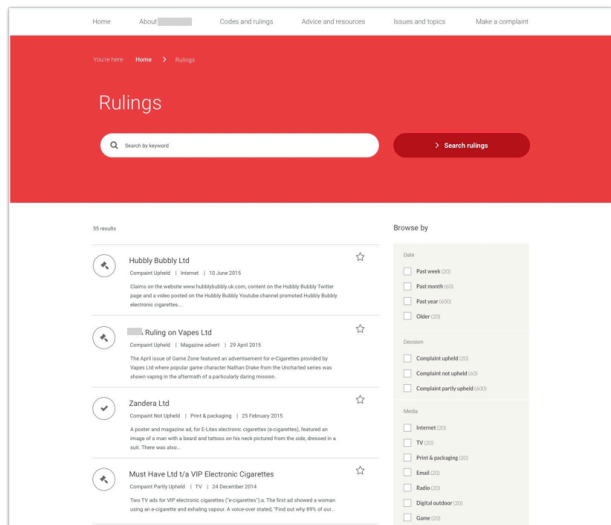 Home About Codes and rulings Advice and resources Issues and topics Make a complaint
You're here Home > Rulings
Rulings
Search by keyword
> Search rulings
55 results
Hubbly Bubbly Ltd
Compaint Upheld | Internet | 10 June 2015
Claims on the website www.hubblybubbly.uk.com, content on the Hubbly Bubbly Twitter
page and a video posted on the Hubbly Bubbly Youtube channel promoted Hubbly Bubbly
electronic cigarettes...
Ruling on Vapes Ltd
Compaint Upheld | Magazine advert | 29 April 2015
The April issue of Game Zone featured an advertisement for e-Cigarettes provided by
Vapes Ltd where popular game character Nathan Drake from the Uncharted series was
shown vaping in the aftermath of a particularly daring mission.
Zandera Ltd
Compaint Not Upheld | Print & packaging | 25 February 2015
A poster and magazine ad, for E-Lites electronic cigarettes (e-cigarettes), featured an
image of a man with a beard and tattoos on his neck pictured from the side, dressed in a
suit. There was also...
Must Have Ltd t/a VIP Electronic Cigarettes
Compaint Partly Upheld | TV | 24 December 2014
Two TV ads for VIP electronic cigarettes ("e-cigarettes").a. The first ad showed a woman
using an e-cigarette and exhaling vapour. A voice-over stated, "Find out why 89% of our...
Browse by
Date
Past week (20)
Past month (60)
Past year (600)
Older (20)
Decision
Complaint upheld (20)
Complaint not upheld (60)
Complaint partly upheld (600)
Media
Internet (20)
TV (20)
Print & packaging (20)
Email (20)
Radio (20)
Digital outdoor (20)
Game (20)